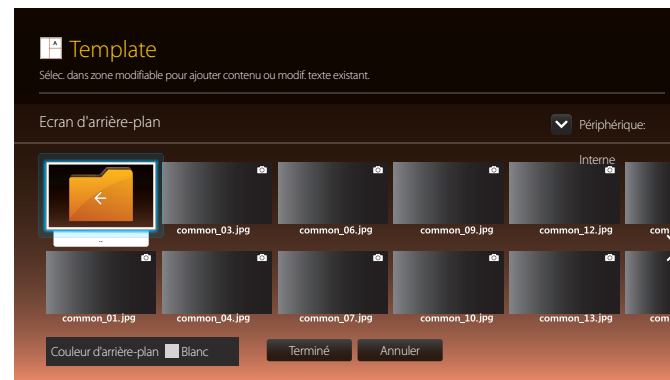 A
Template
Sélec. dans zone modifiable pour ajouter contenu ou modif. texte existant.
Ecran d'arrière-plan
Périphérique:
Interne
common_03.jpg common_06.jpg common_09.jpg common_12.jpg com
..
common_01.jpg common_04.jpg common_07.jpg common_10.jpg common_13.jpg com
Couleur d'arrière-plan Blanc Terminé Annuler